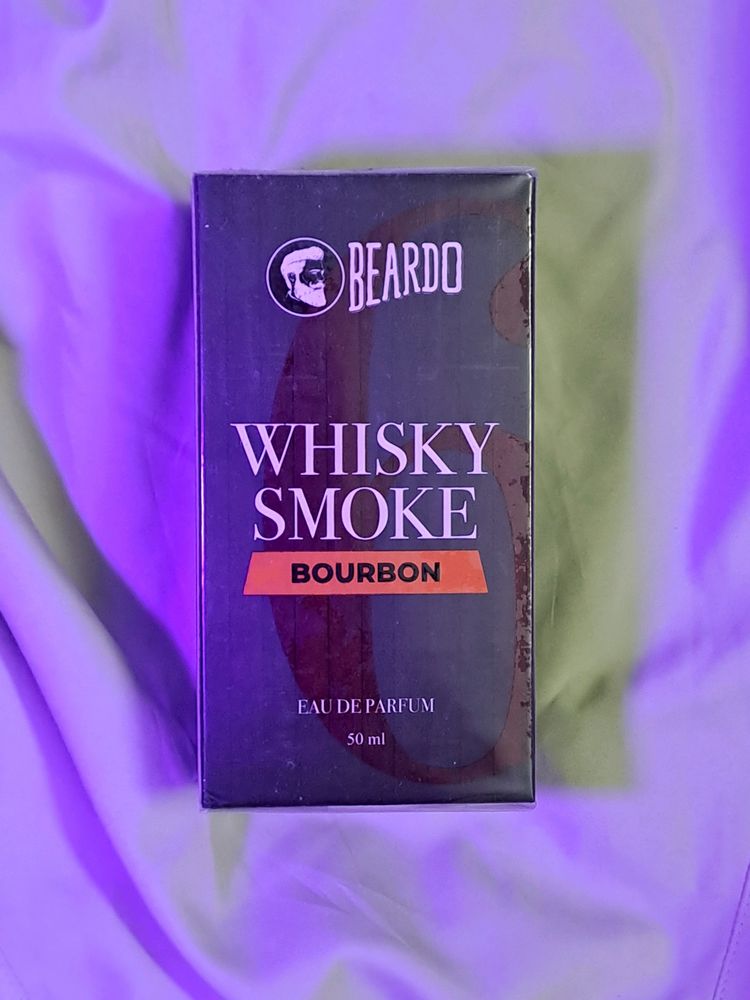 BEARDO
WHISKY
SMOKE
BOURBON
EAU DE PARFUM
50 ml